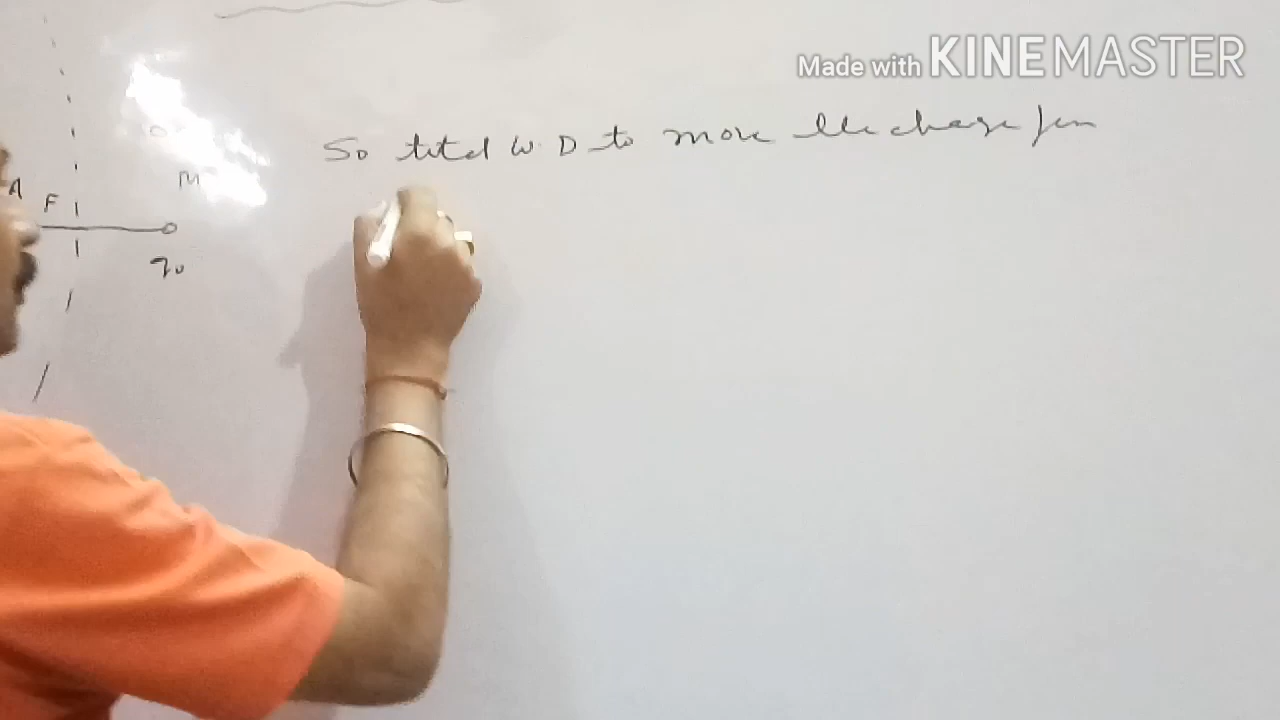 Made with KINEMASTER
So total W.D to move the charge from
A
F
M
q₀